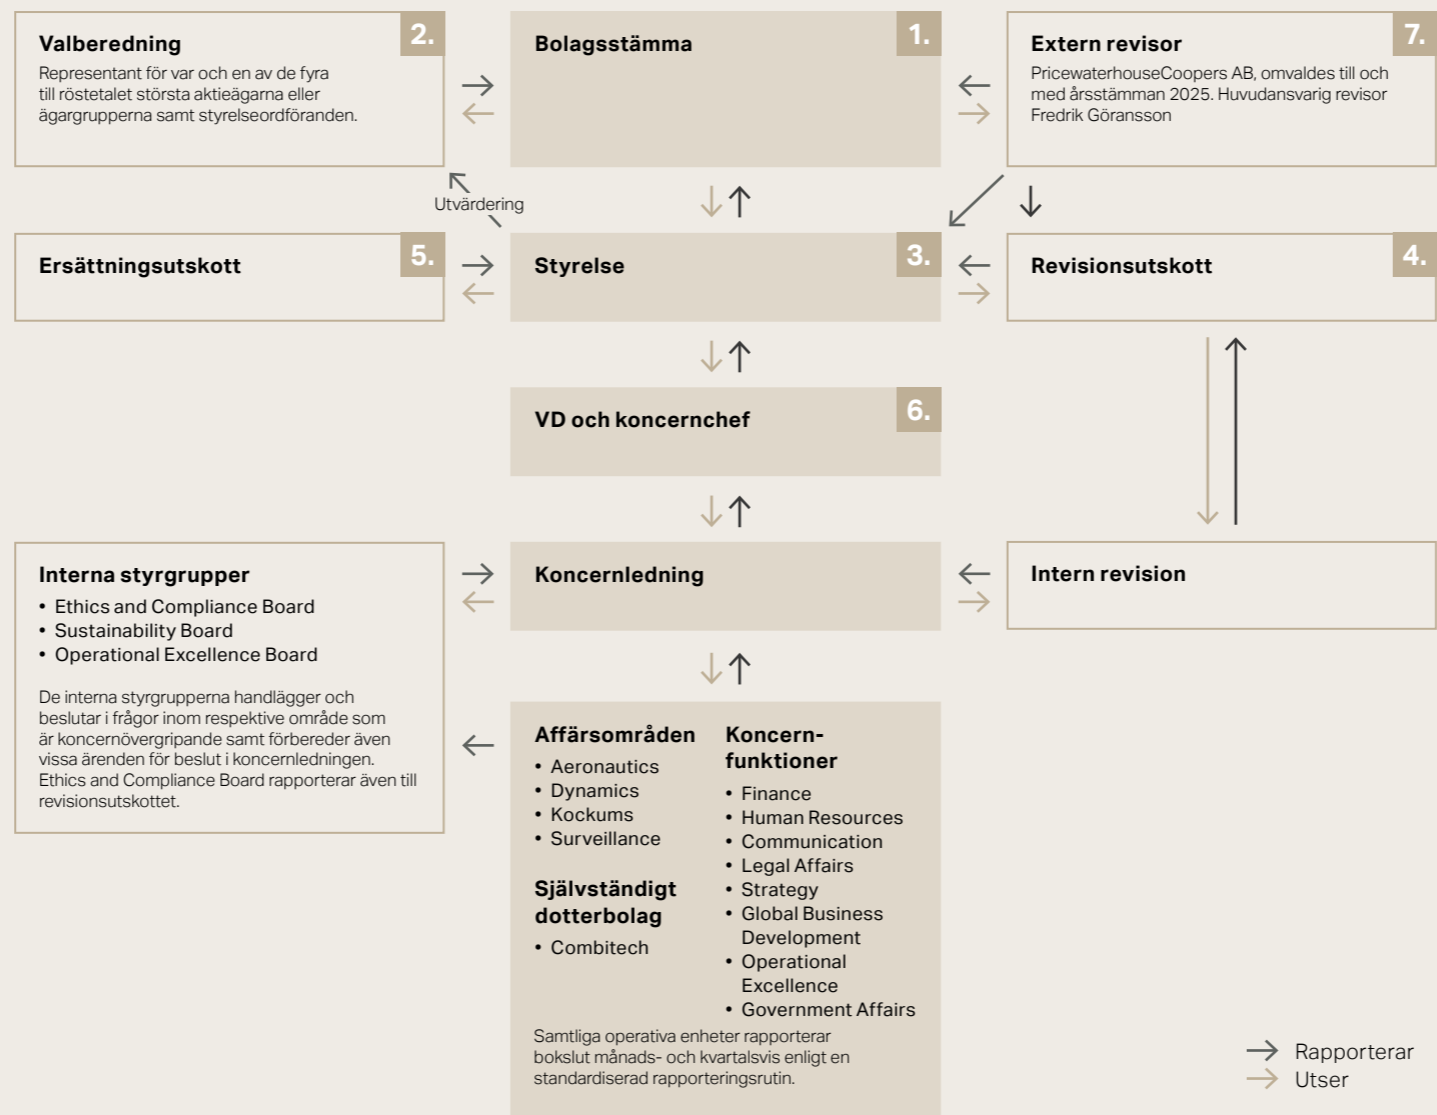 Valberedning
2.
Representant för var och en av de fyra
till röstetalet största aktieägarna eller
ägargrupperna samt styrelseordföranden.
Bolagsstämma
1.
Extern revisor
7.
PricewaterhouseCoopers AB, omvaldes till och
med årsstämman 2025. Huvudansvarig revisor
Fredrik Göransson
Utvärdering
Ersättningsutskott
5.
Styrelse
3.
Revisionsutskott
4.
VD och koncernchef
6.
Interna styrgrupper
• Ethics and Compliance Board
• Sustainability Board
• Operational Excellence Board
De interna styrgrupperna handlägger och
beslutar i frågor inom respektive område som
är koncernövergripande samt förbereder även
vissa ärenden för beslut i koncernledningen.
Ethics and Compliance Board rapporterar även till
revisionsutskottet.
Koncernledning
Intern revision
Affärsområden
• Aeronautics
• Dynamics
• Kockums
• Surveillance
Självständigt
dotterbolag
• Combitech
Koncern-
funktioner
• Finance
• Human Resources
• Communication
• Legal Affairs
• Strategy
• Global Business
Development
• Operational
Excellence
• Government Affairs
Samtliga operativa enheter rapporterar
bokslut månads- och kvartalsvis enligt en
standardiserad rapporteringsrutin.
Rapporterar
Utser